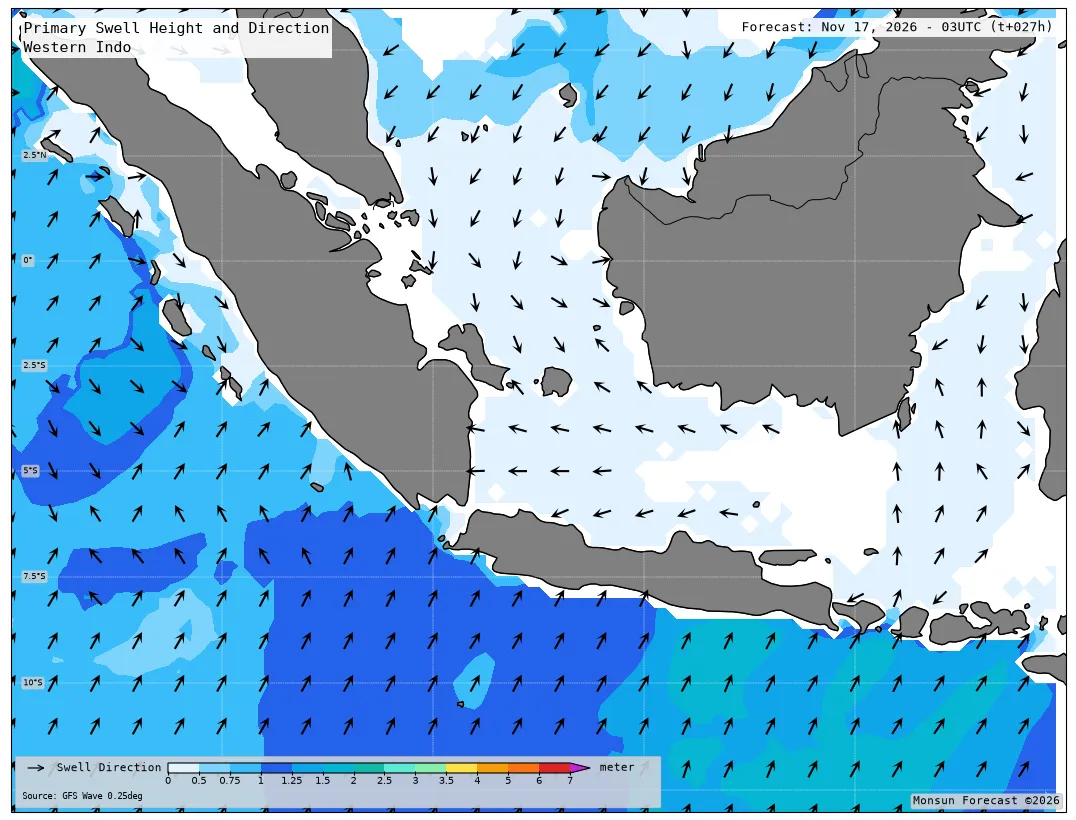 Primary Swell Height and Direction
Western Indo
Forecast: Nov 17, 2026 - 03UTC (t+027h)
2.5°N
0°
2.5°S
5°S
7.5°S
10°S
Swell Direction
0 0.5 0.75 1 1.25 1.5 2 2.5 3 3.5 4 5 6 7
meter
Source: GFS Wave 0.25deg
Monsun Forecast ©2026